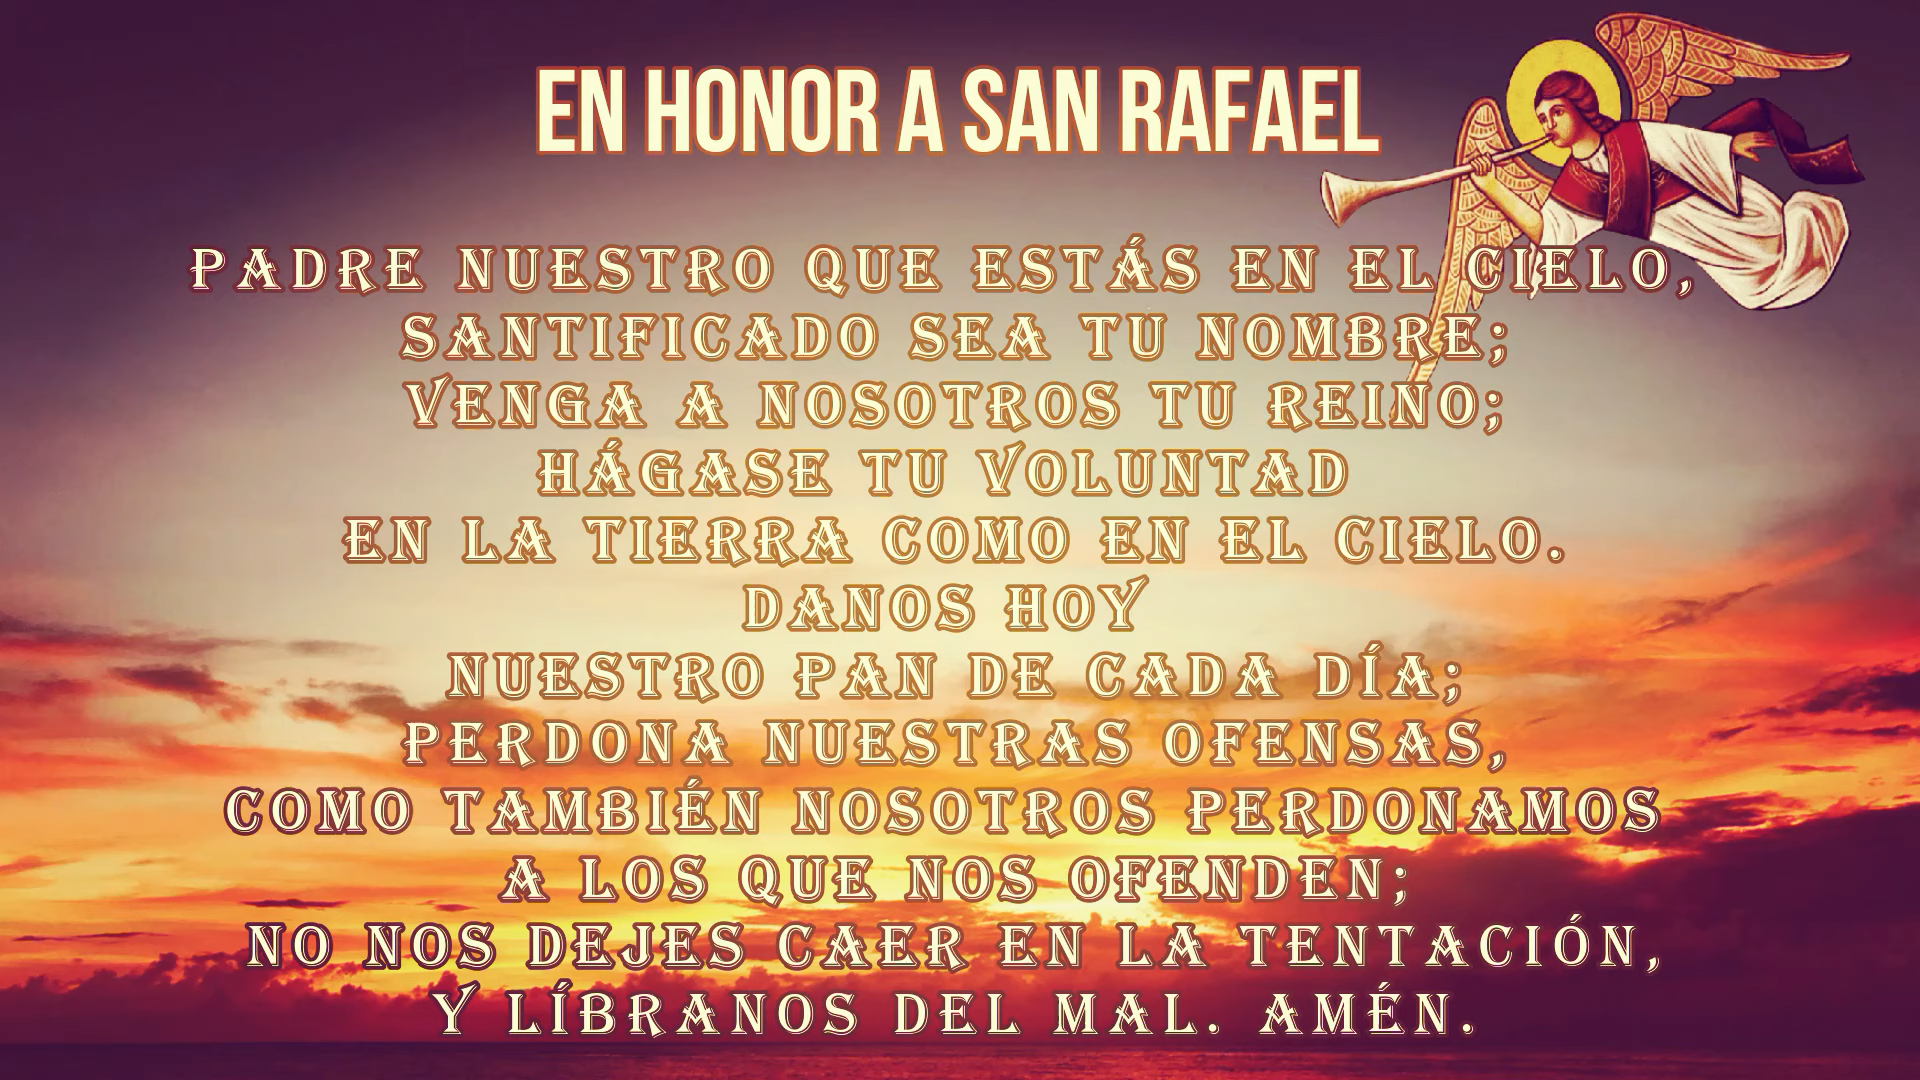 EN HONOR A SAN RAFAEL
PADRE NUESTRO QUE ESTÁS EN EL CIELO,
SANTIFICADO SEA TU NOMBRE;
VENGA A NOSOTROS TU REINO;
HÁGASE TU VOLUNTAD
EN LA TIERRA COMO EN EL CIELO.
DANOS HOY
NUESTRO PAN DE CADA DÍA;
PERDONA NUESTRAS OFENSAS,
COMO TAMBIÉN NOSOTROS PERDONAMOS
A LOS QUE NOS OFENDEN;
NO NOS DEJES CAER EN LA TENTACIÓN,
Y LÍBRANOS DEL MAL. AMÉN.